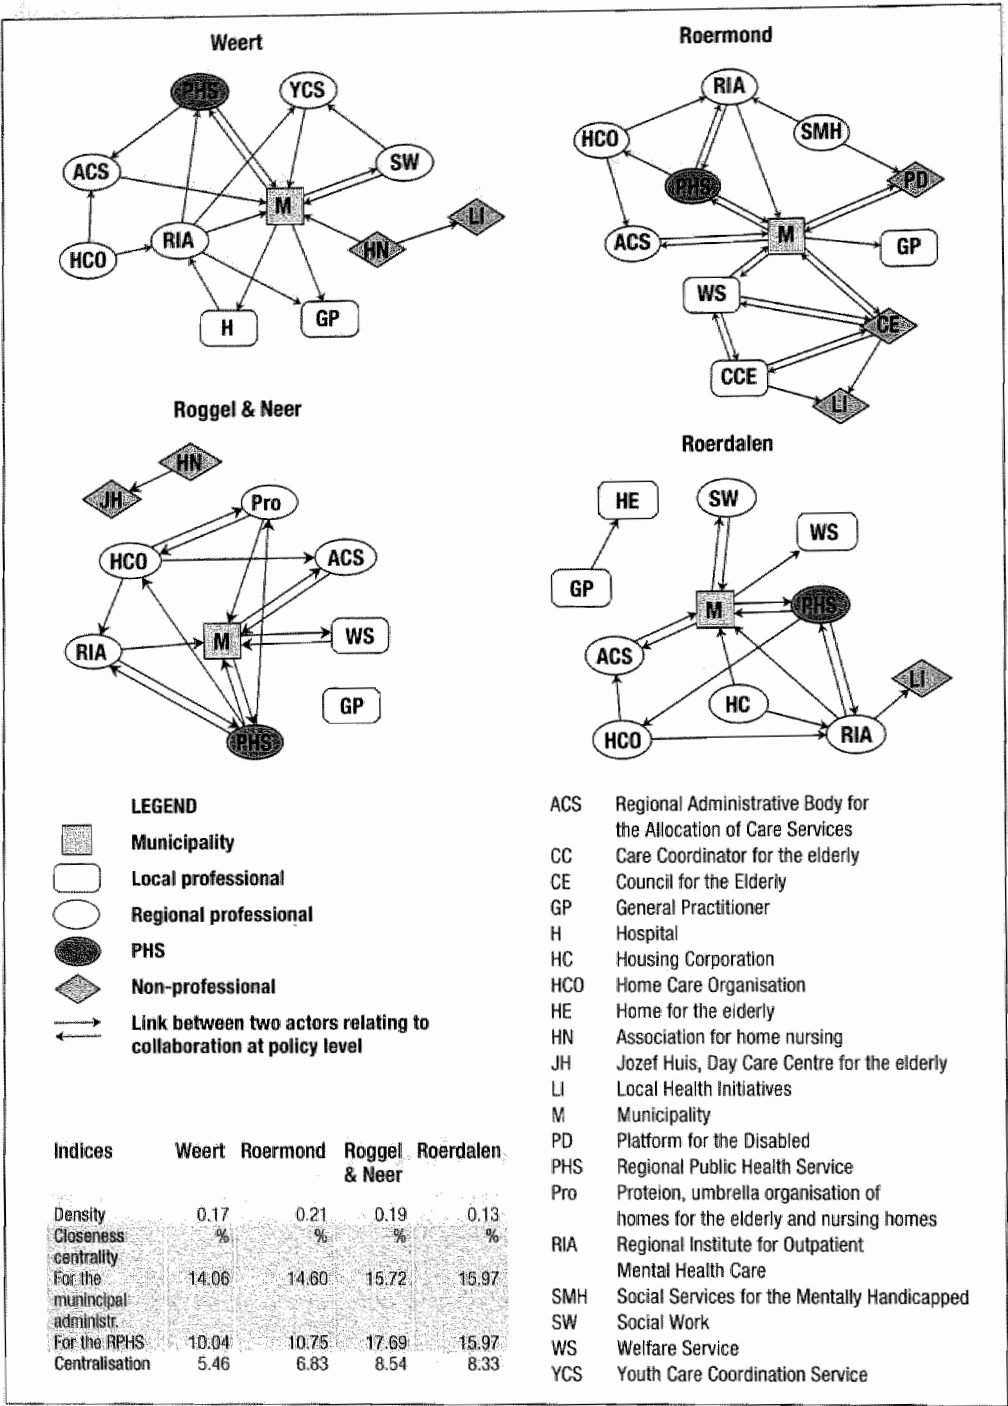 Weert
PHS
YCS
ACS
SW
M
LI
RIA
HN
HCO
H
GP
Roermond
RIA
HCO
SMH
PHS
PD
ACS
M
GP
WS
CE
CCE
LI
Roggel & Neer
HN
JH
Pro
HCO
ACS
M
WS
RIA
GP
PHS
Roerdalen
HE
SW
WS
GP
M
PHS
ACS
LI
HC
HCO
RIA
LEGEND
Municipality
Local professional
Regional professional
PHS
Non-professional
Link between two actors relating to
collaboration at policy level
Indices Weert Roermond Roggel Roerdalen
& Neer
Density 0.17 0.21 0.19 0.13
Closeness % % % %
centrality
For the 14.06 14.60 15.72 15.97
munincipal
administr.
For the RPHS 10.04 10.75 17.69 15.97
Centralisation 5.46 6.83 8.54 8.33
ACS Regional Administrative Body for
the Allocation of Care Services
CC Care Coordinator for the elderly
CE Council for the Elderly
GP General Practitioner
H Hospital
HC Housing Corporation
HCO Home Care Organisation
HE Home for the elderly
HN Association for home nursing
JH Jozef Huis, Day Care Centre for the elderly
LI Local Health Initiatives
M Municipality
PD Platform for the Disabled
PHS Regional Public Health Service
Pro Proteion, umbrella organisation of
homes for the elderly and nursing homes
RIA Regional Institute for Outpatient
Mental Health Care
SMH Social Services for the Mentally Handicapped
SW Social Work
WS Welfare Service
YCS Youth Care Coordination Service